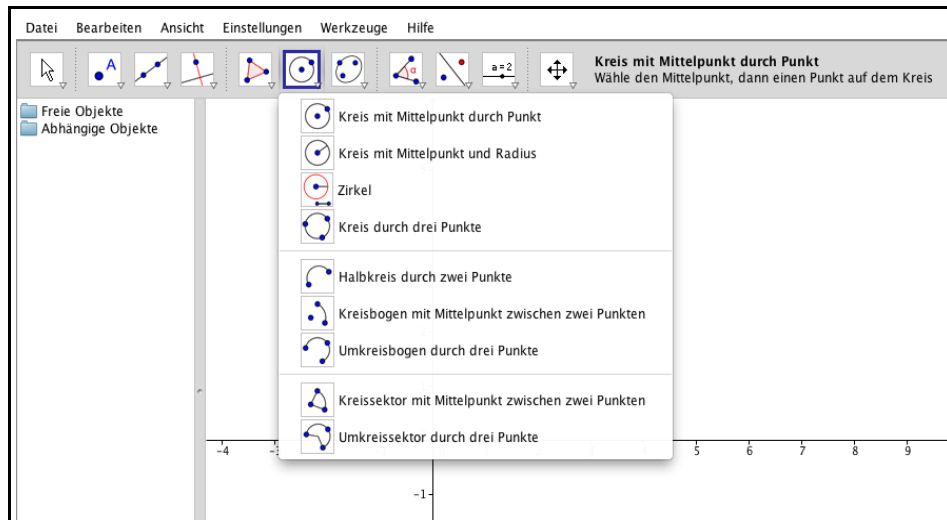 Datei Bearbeiten Ansicht Einstellungen Werkzeuge Hilfe
A
α
a=2
Kreis mit Mittelpunkt durch Punkt
Wähle den Mittelpunkt, dann einen Punkt auf dem Kreis
Freie Objekte
Abhängige Objekte
Kreis mit Mittelpunkt durch Punkt
Kreis mit Mittelpunkt und Radius
Zirkel
Kreis durch drei Punkte
Halbkreis durch zwei Punkte
Kreisbogen mit Mittelpunkt zwischen zwei Punkten
Umkreisbogen durch drei Punkte
Kreissektor mit Mittelpunkt zwischen zwei Punkten
Umkreissektor durch drei Punkte
-4 5 6 7 8 9
-1